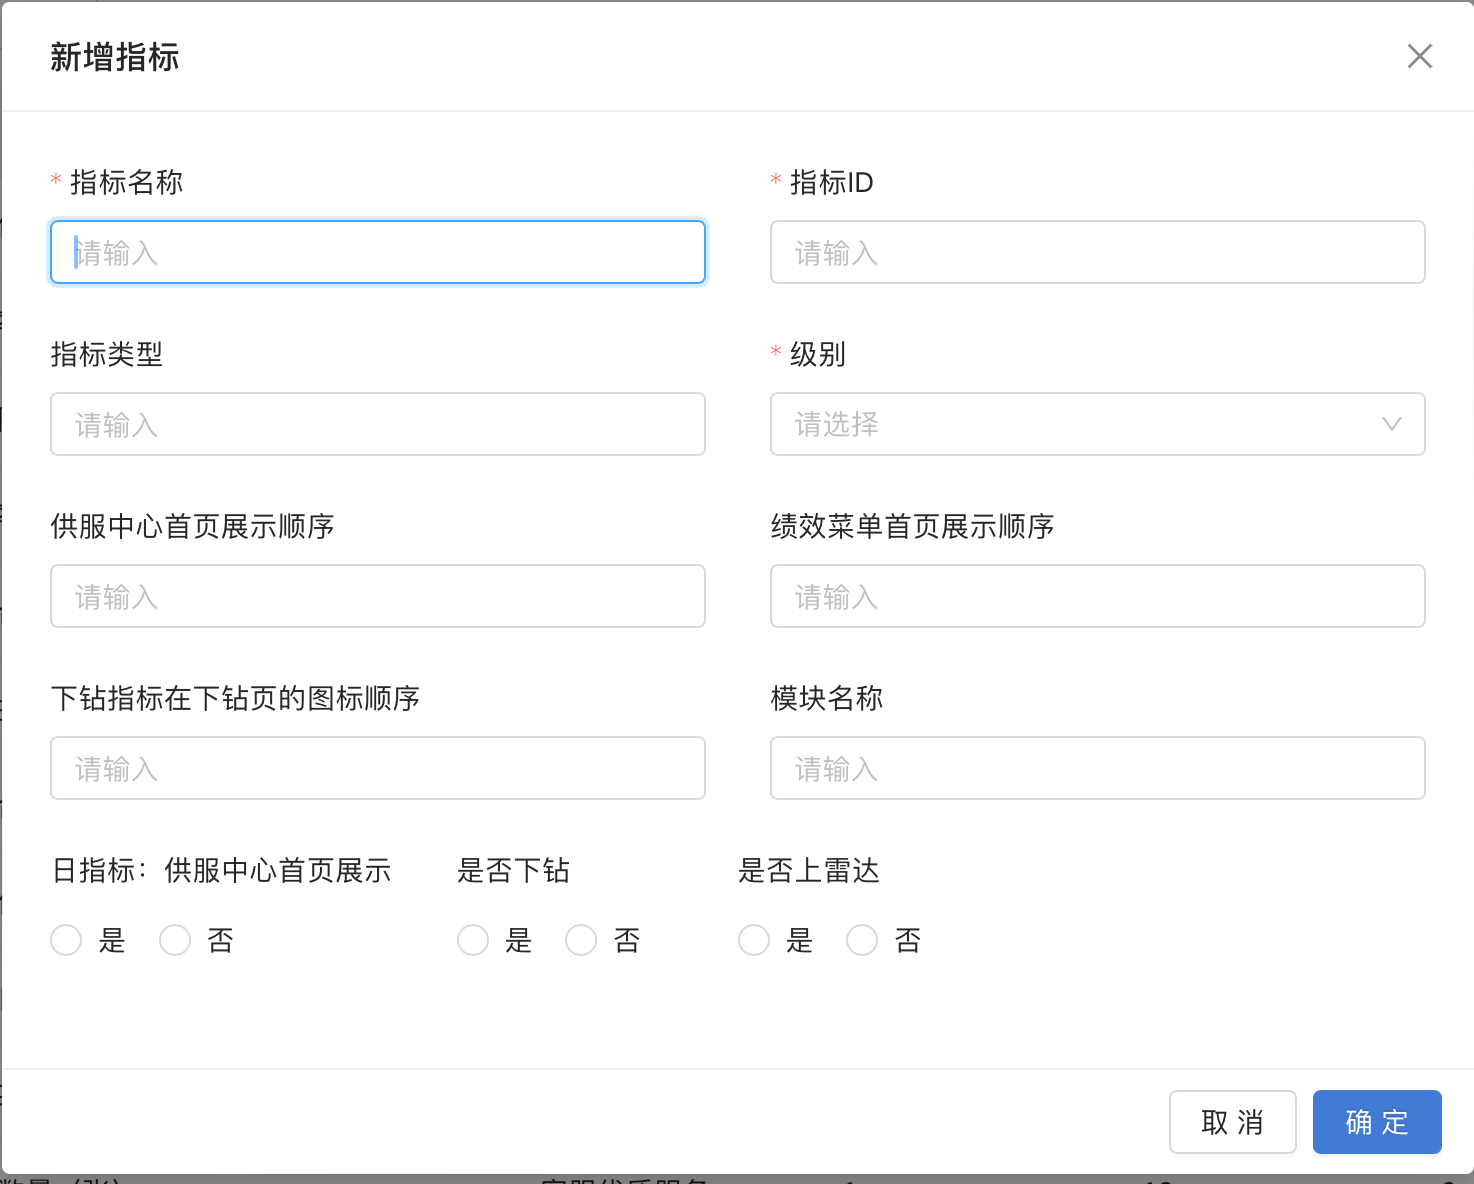 新增指标
* 指标名称
* 指标ID
请输入
请输入
指标类型
* 级别
请输入
请选择
供服中心首页展示顺序
绩效菜单首页展示顺序
请输入
请输入
下钻指标在下钻页的图标顺序
模块名称
请输入
请输入
日指标：供服中心首页展示 是否下钻 是否上雷达
是 否 是 否 是 否
取 消 确 定